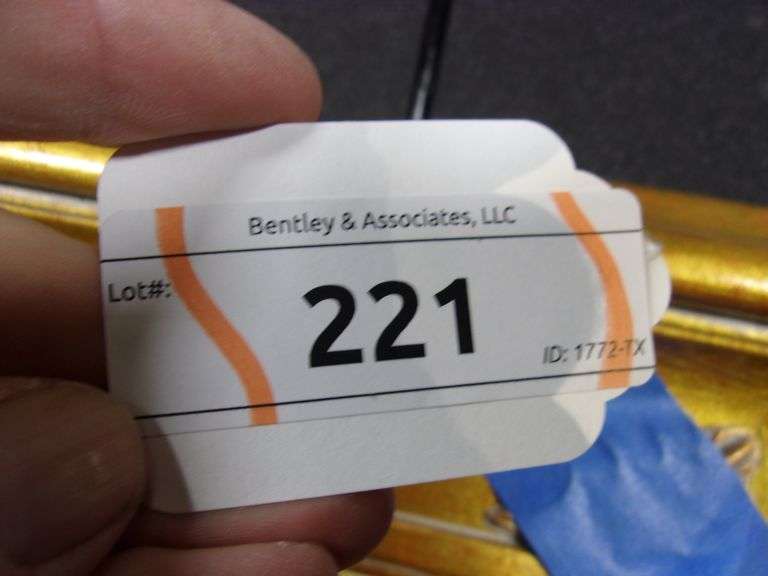 Bentley & Associates, LLC
Lot#:
221
ID: 1772-TX